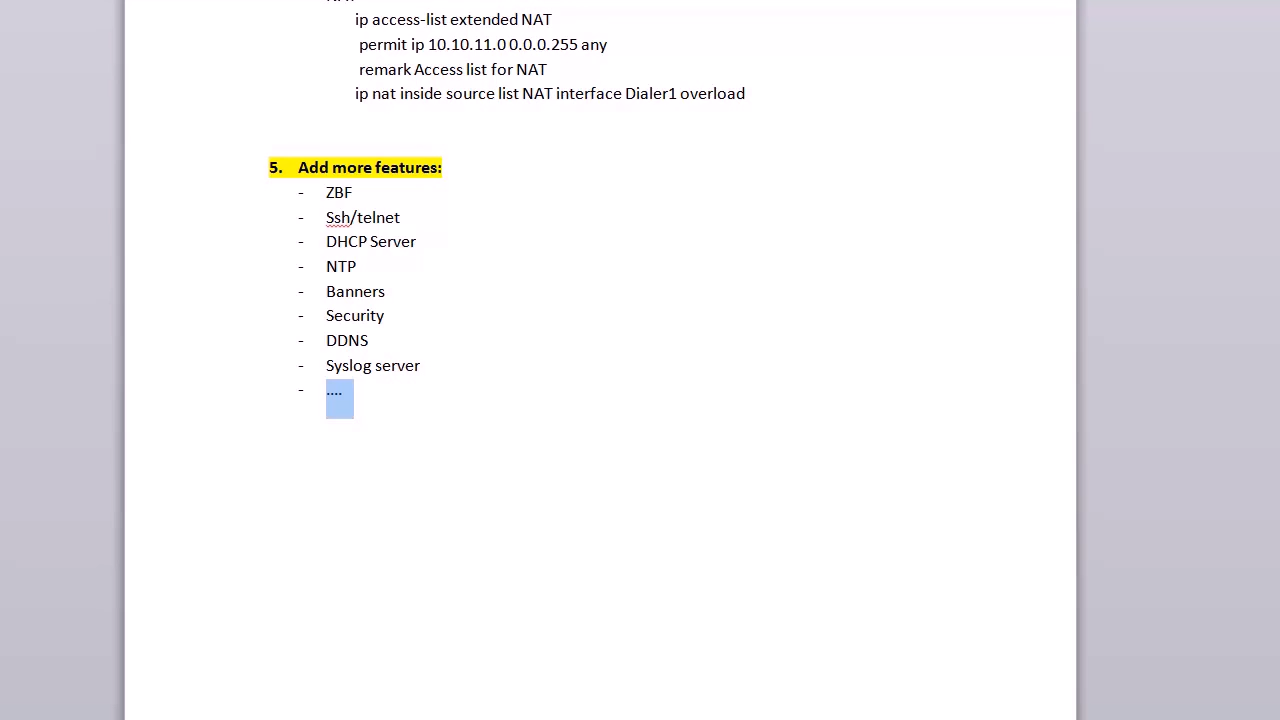 ip access-list extended NAT
permit ip 10.10.11.0 0.0.0.255 any
remark Access list for NAT
ip nat inside source list NAT interface Dialer1 overload
5. Add more features:
- ZBF
- Ssh/telnet
- DHCP Server
- NTP
- Banners
- Security
- DDNS
- Syslog server
- ....